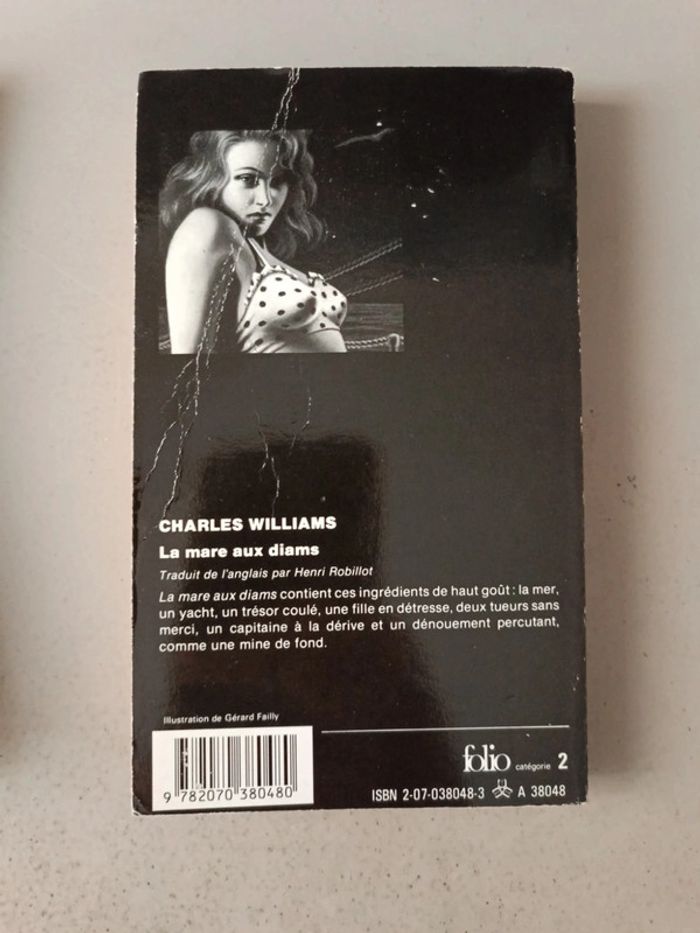 CHARLES WILLIAMS
La mare aux diams
Traduit de l'anglais par Henri Robillot
La mare aux diams contient ces ingrédients de haut goût : la mer,
un yacht, un trésor coulé, une fille en détresse, deux tueurs sans
merci, un capitaine à la dérive et un dénouement percutant,
comme une mine de fond.
Illustration de Gérard Failly
folio catégorie 2
9 782070 380480
ISBN 2-07-038048-3 A 38048